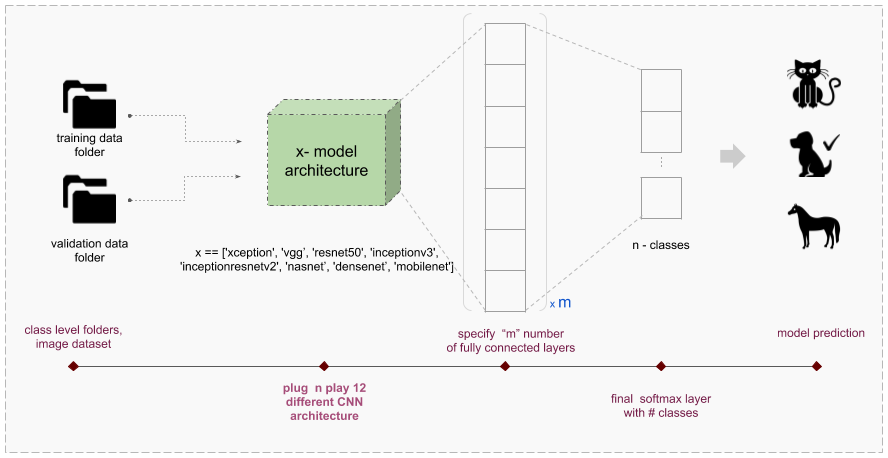 training data
folder
validation data
folder
x- model
architecture
x == ['xception', 'vgg’, 'resnet50', 'inceptionv3',
'inceptionresnetv2', 'nasnet’, 'densenet’, 'mobilenet']
x m
n - classes
class level folders,
image dataset
plug n play 12
different CNN
architecture
specify “m” number
of fully connected layers
final softmax layer
with # classes
model prediction